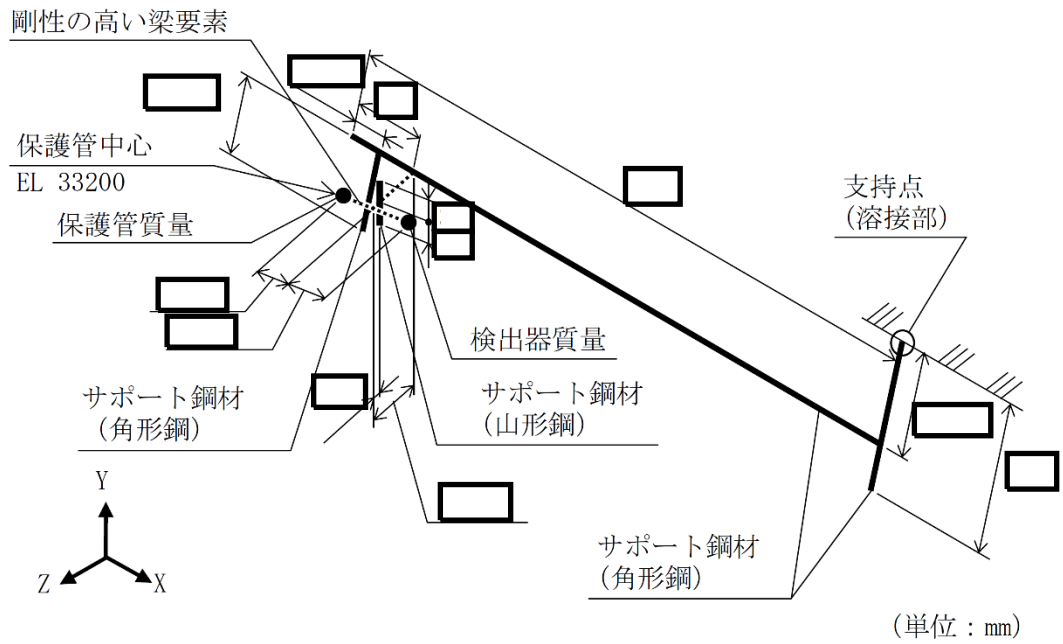 剛性の高い梁要素
保護管中心
EL 33200
保護管質量
支持点
(溶接部)
検出器質量
サポート鋼材
(角形鋼)
サポート鋼材
(山形鋼)
サポート鋼材
(角形鋼)
Y
Z
X
(単位：mm)